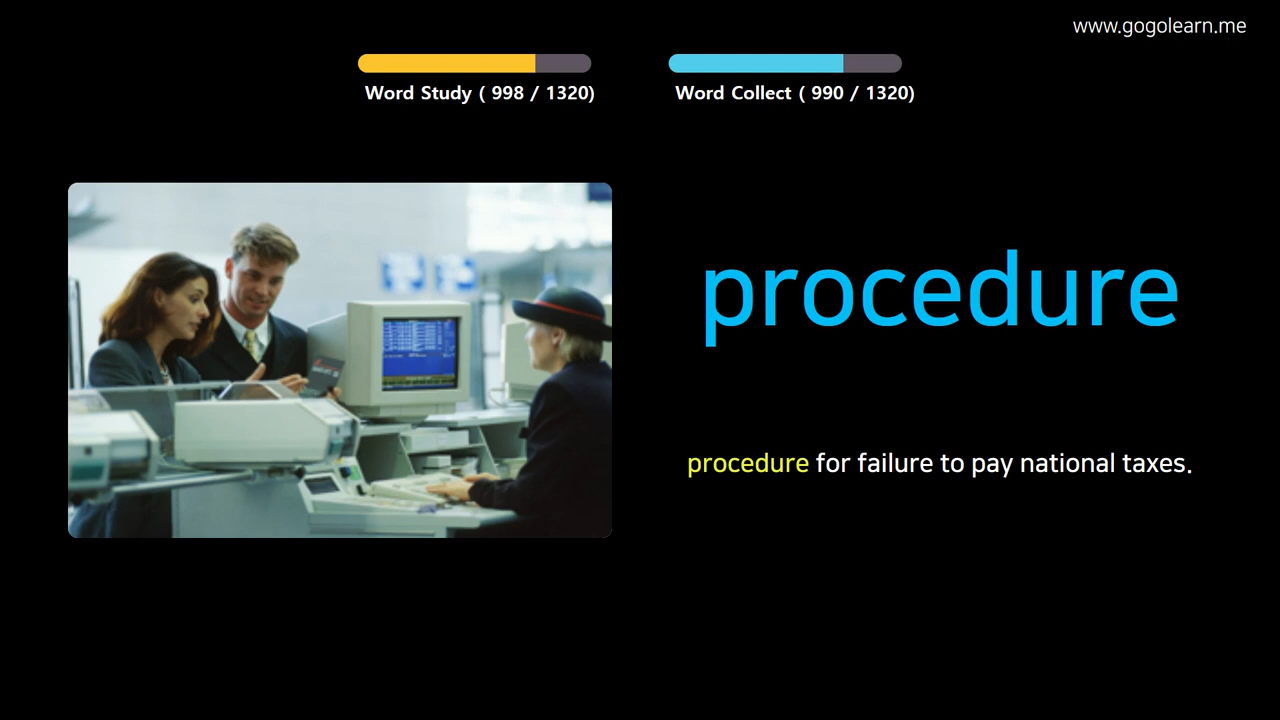 www.gogolearn.me
Word Study ( 998 / 1320)
Word Collect ( 990 / 1320)
procedure
procedure for failure to pay national taxes.